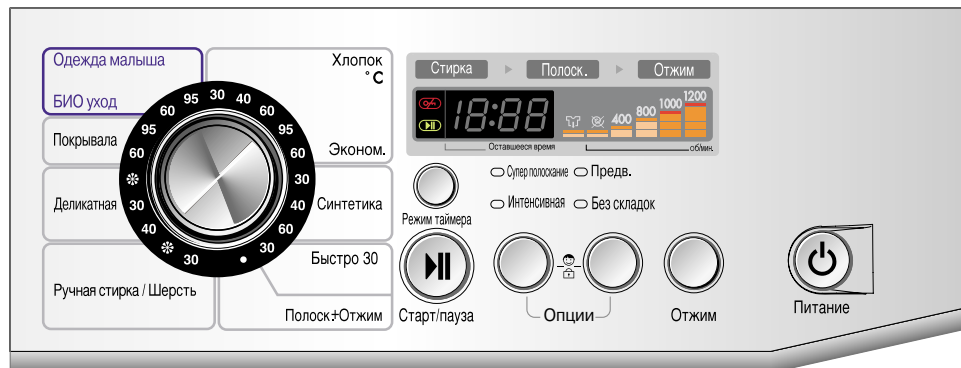 Одежда малыша
БИО уход
Покрывала
Деликатная
Ручная стирка / Шерсть
Хлопок
°C
Эконом.
Синтетика
Быстро 30
Полоск.+Отжим
30
40
60
95
60
30
40
60
30
30
40
30
60
95
60
95
Стирка
Полоск.
Отжим
18:88
400
800
1000
1200
Оставшееся время
об/мин.
Режим таймера
Супер полоскание
Предв.
Интенсивная
Без складок
Старт/пауза
Опции
Отжим
Питание